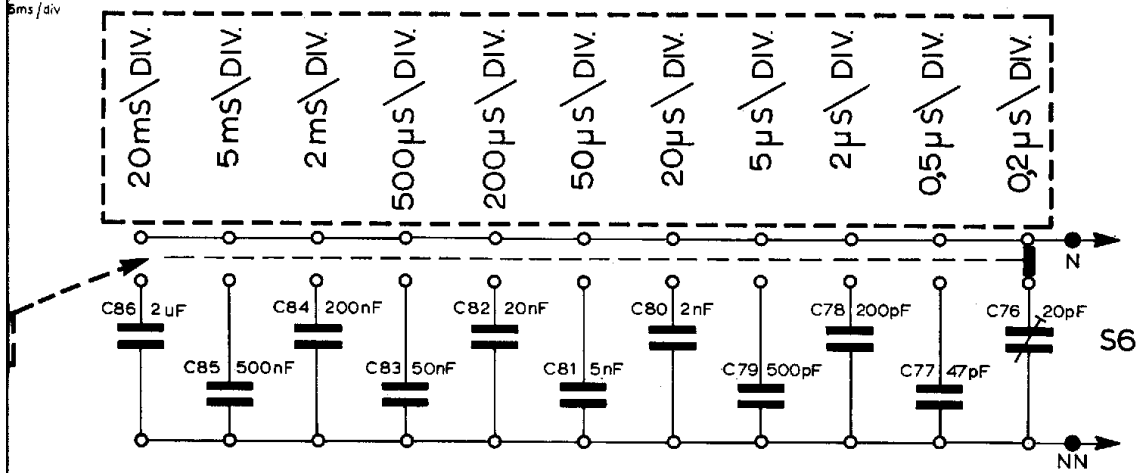 5ms/div
20mS/DIV.
5mS/DIV.
2mS/DIV.
500µS/DIV.
200µS/DIV.
50µS/DIV.
20µS/DIV.
5µS/DIV.
2µS/DIV.
0,5µS/DIV.
0,2µS/DIV.
N
C86 2uF
C84 200nF
C82 20nF
C80 2nF
C78 200pF
C76 20pF
S6
C85 500nF
C83 50nF
C81 5nF
C79 500pF
C77 47pF
NN